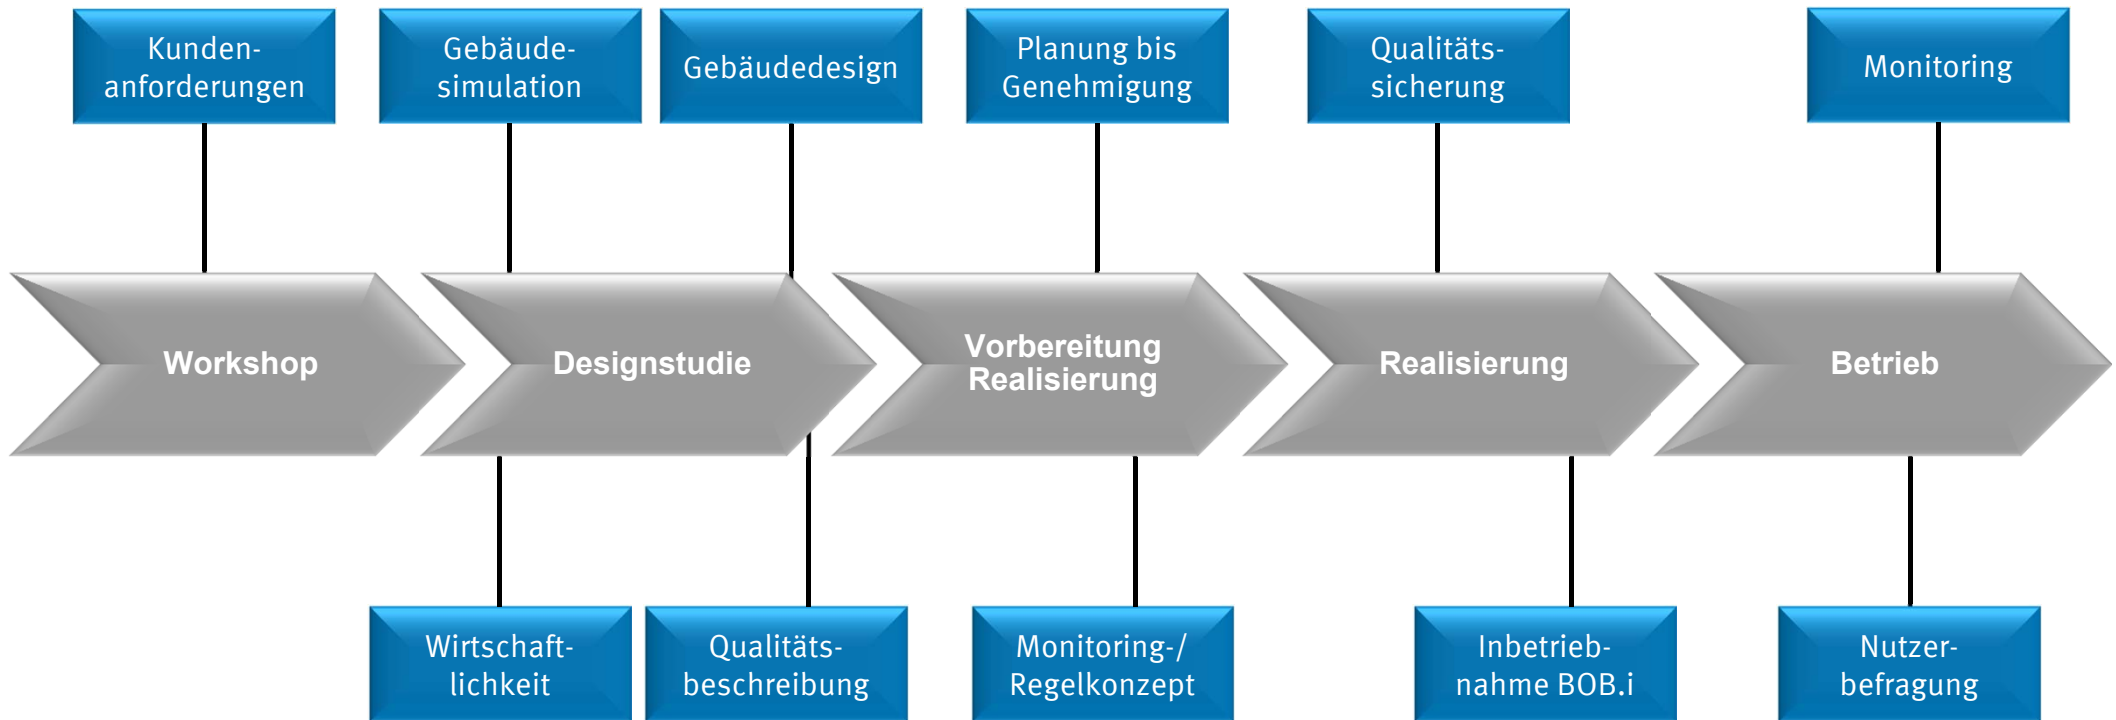 Kunden-
anforderungen
Gebäude-
simulation
Gebäudedesign
Planung bis
Genehmigung
Qualitäts-
sicherung
Monitoring
Workshop
Designstudie
Vorbereitung
Realisierung
Realisierung
Betrieb
Wirtschaft-
lichkeit
Qualitäts-
beschreibung
Monitoring-/
Regelkonzept
Inbetrieb-
nahme BOB.i
Nutzer-
befragung